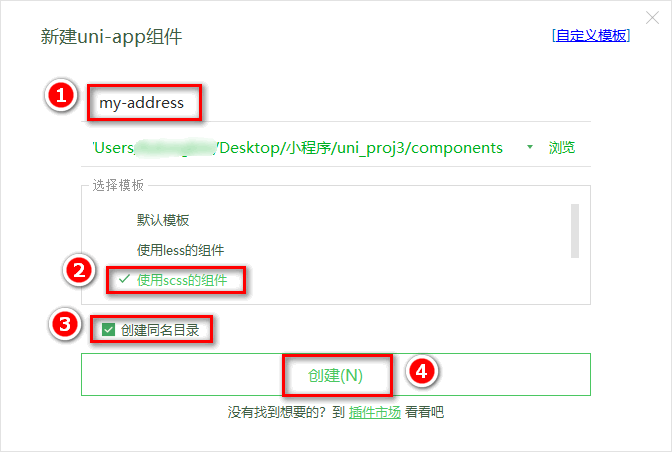 新建uni-app组件
[自定义模板]
1 my-address
/Users/ /Desktop/小程序/uni_proj3/components 浏览
选择模板
默认模板
使用less的组件
2 使用scss的组件
3 创建同名目录
创建(N) 4
没有找到想要的？到 插件市场 看看吧